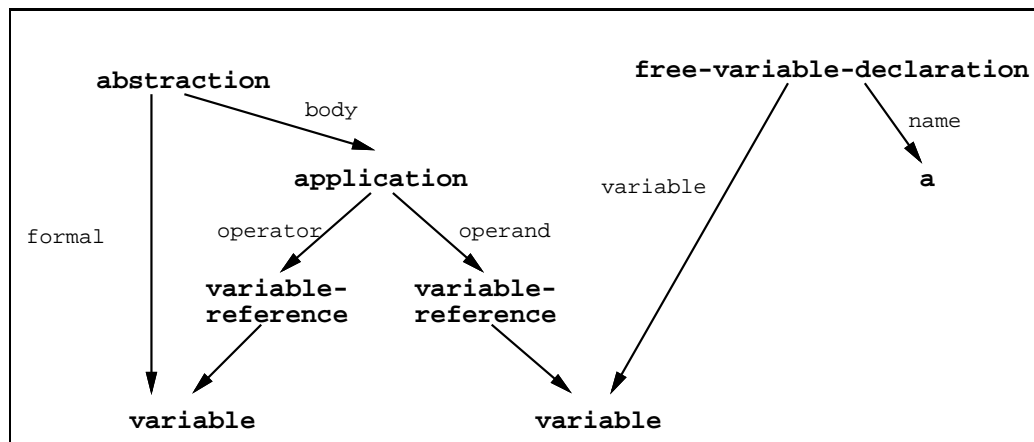 free-variable-declaration
abstraction
body
name
application
a
variable
formal
operator
operand
variable-
reference
variable-
reference
variable
variable